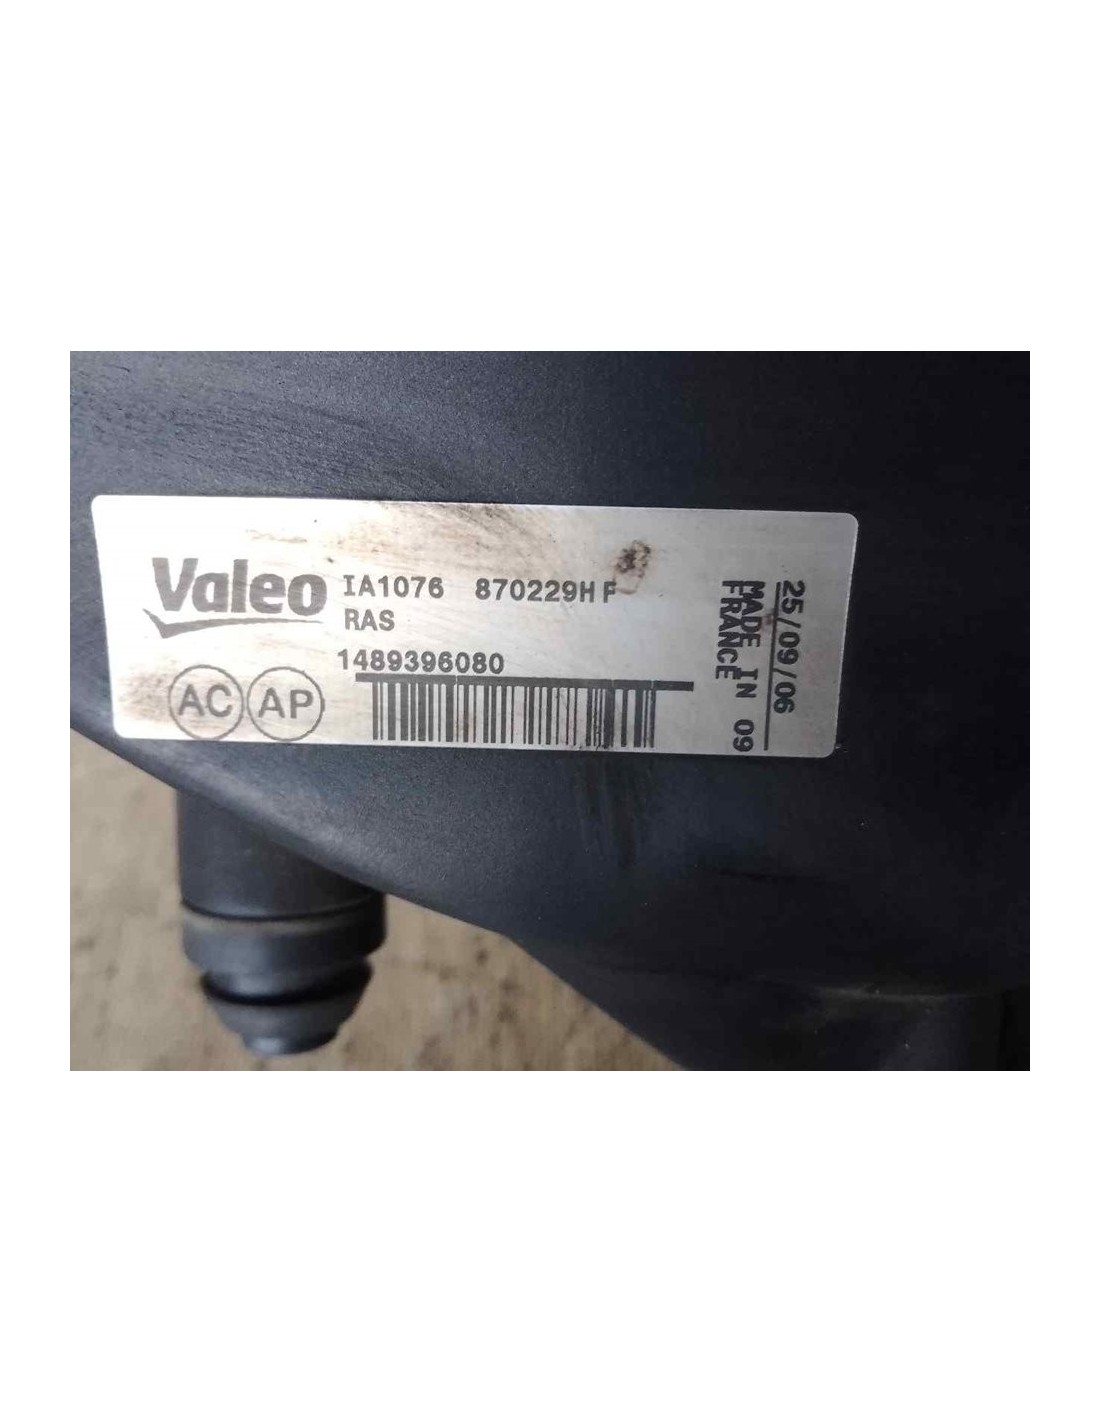 Valeo IA1076 870229H F
RAS
1489396080
AC AP
25/09/06
MADE IN 09
FRANCE